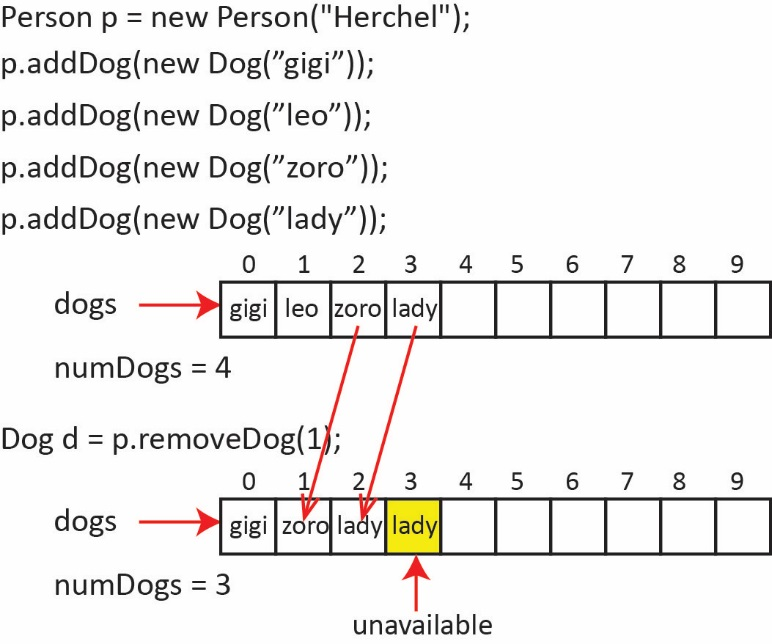 Person p = new Person("Herchel");
p.addDog(new Dog(”gigi”));
p.addDog(new Dog(”leo”));
p.addDog(new Dog(”zoro”));
p.addDog(new Dog(”lady”));
0 1 2 3 4 5 6 7 8 9
dogs gigi leo zoro lady
numDogs = 4
Dog d = p.removeDog(1);
0 1 2 3 4 5 6 7 8 9
dogs gigi zoro lady lady
numDogs = 3
unavailable